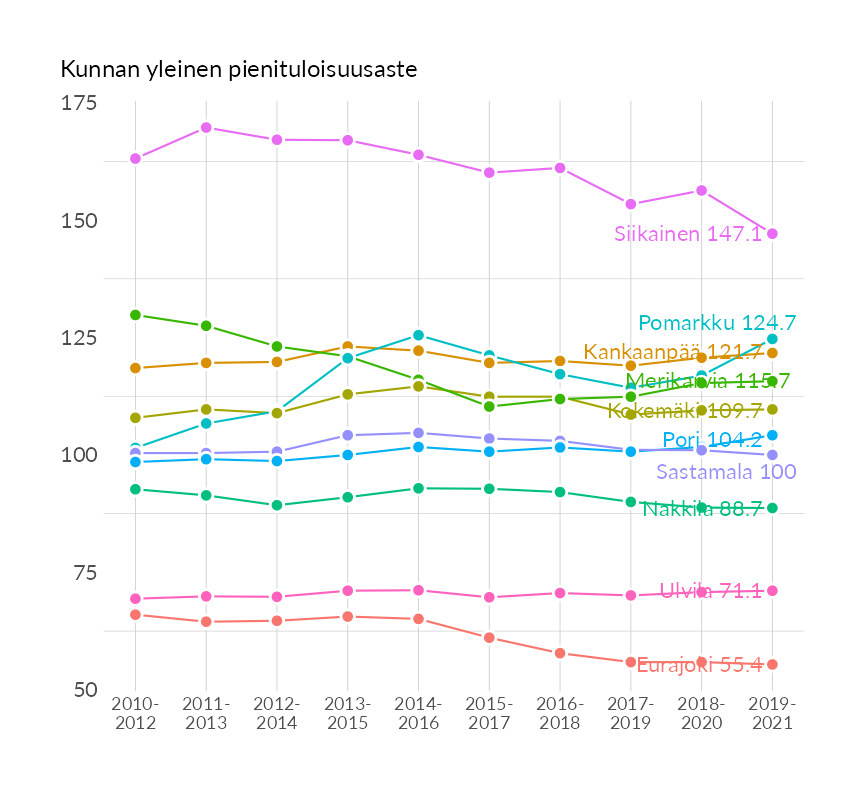 Kunnan yleinen pienituloisuusaste
175
150
125
100
75
50
Siikainen 147.1
Pomarkku 124.7
Kankaanpää 121.7
Merikarvia 115.7
Kokemäki 109.7
Pori 104.2
Sastamala 100
Nakkila 88.7
Ulvila 71.1
Eurajoki 55.4
2010- 2011- 2012- 2013- 2014- 2015- 2016- 2017- 2018- 2019-
2012 2013 2014 2015 2016 2017 2018 2019 2020 2021